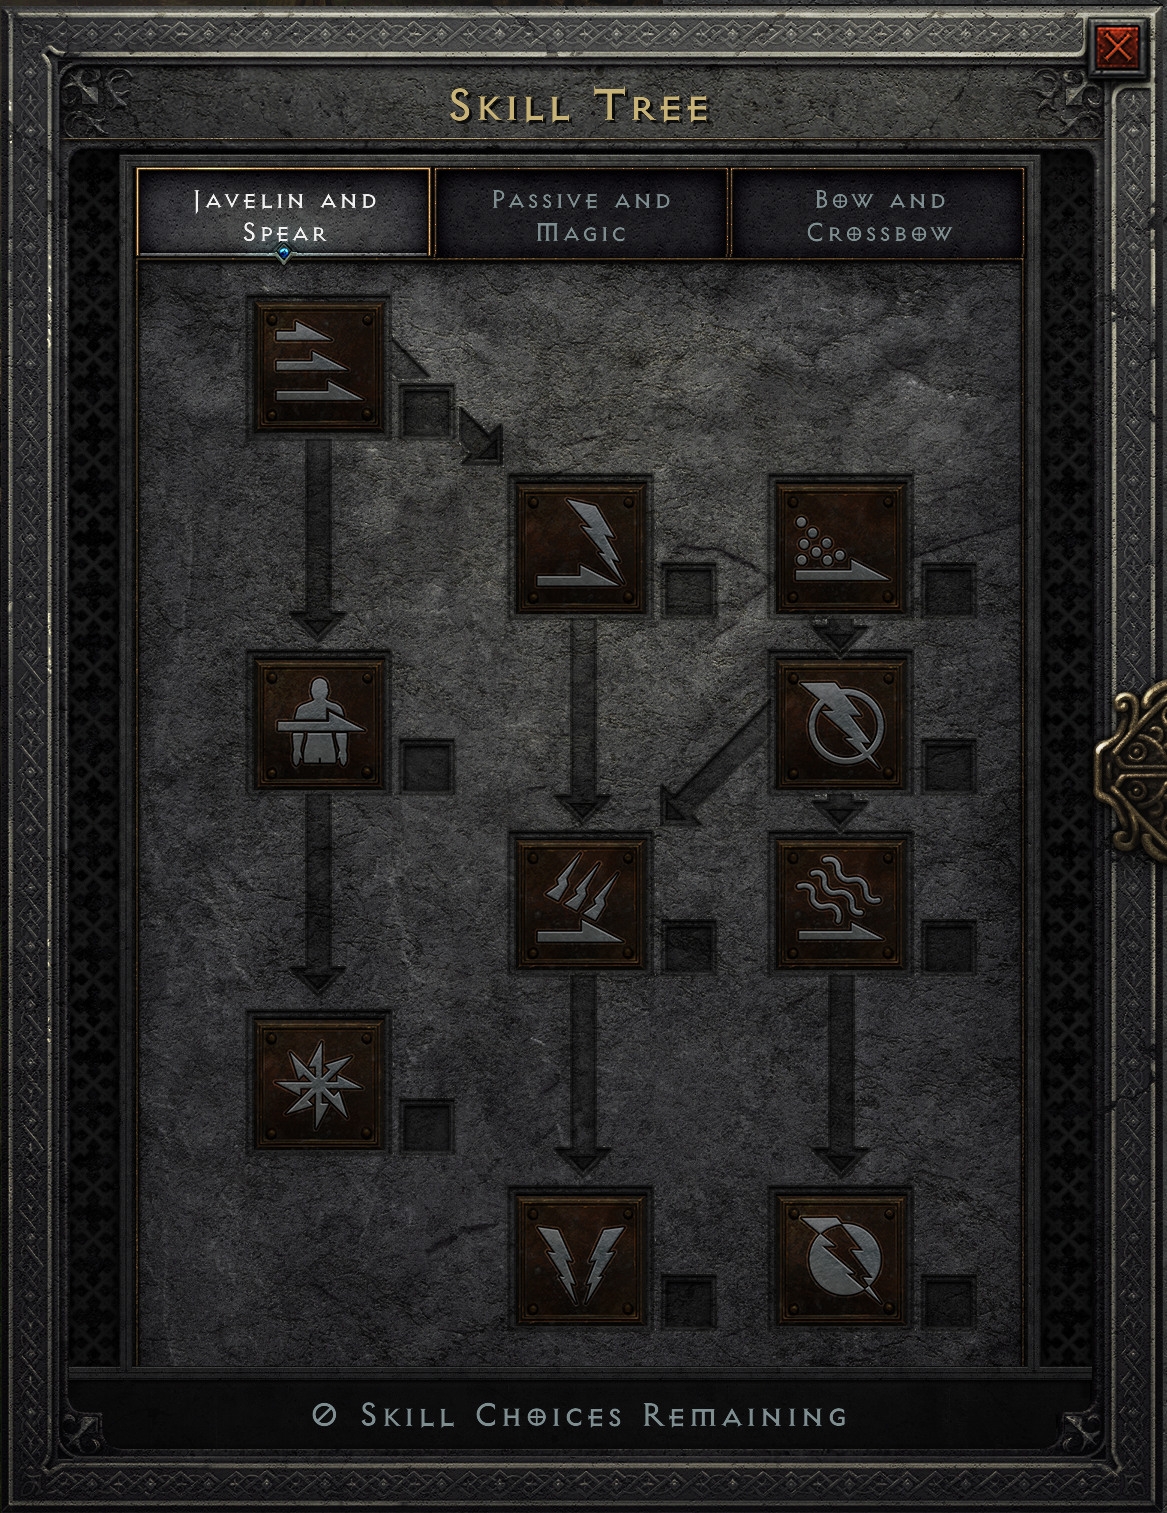 Skill Tree
Javelin and
Spear
Passive and
Magic
Bow and
Crossbow
0 Skill Choices Remaining